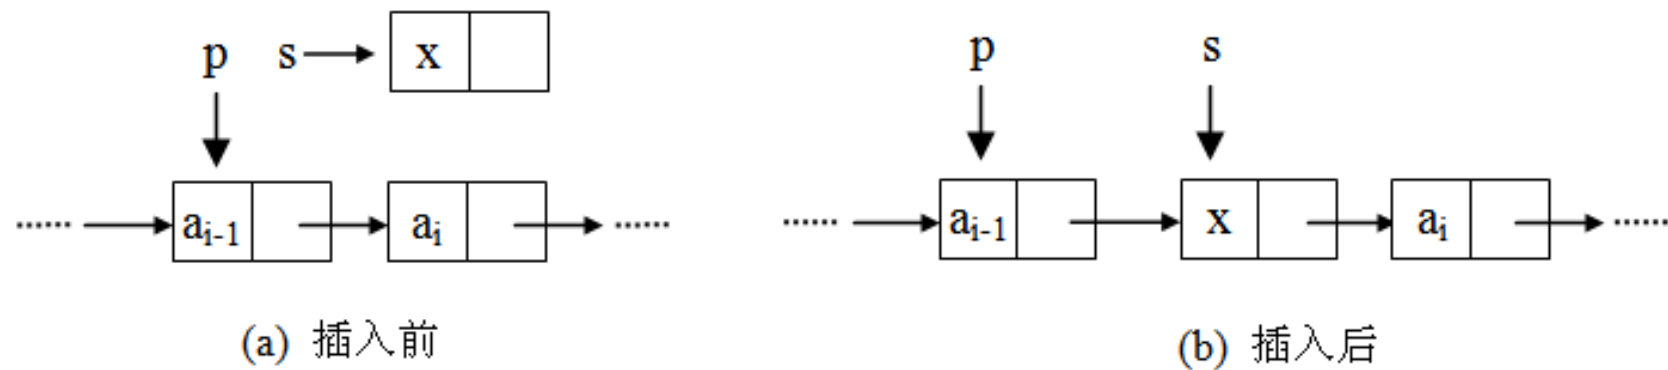 p s x
...... a_{i-1} a_i ......
(a) 插入前
p s
...... a_{i-1} x a_i ......
(b) 插入后